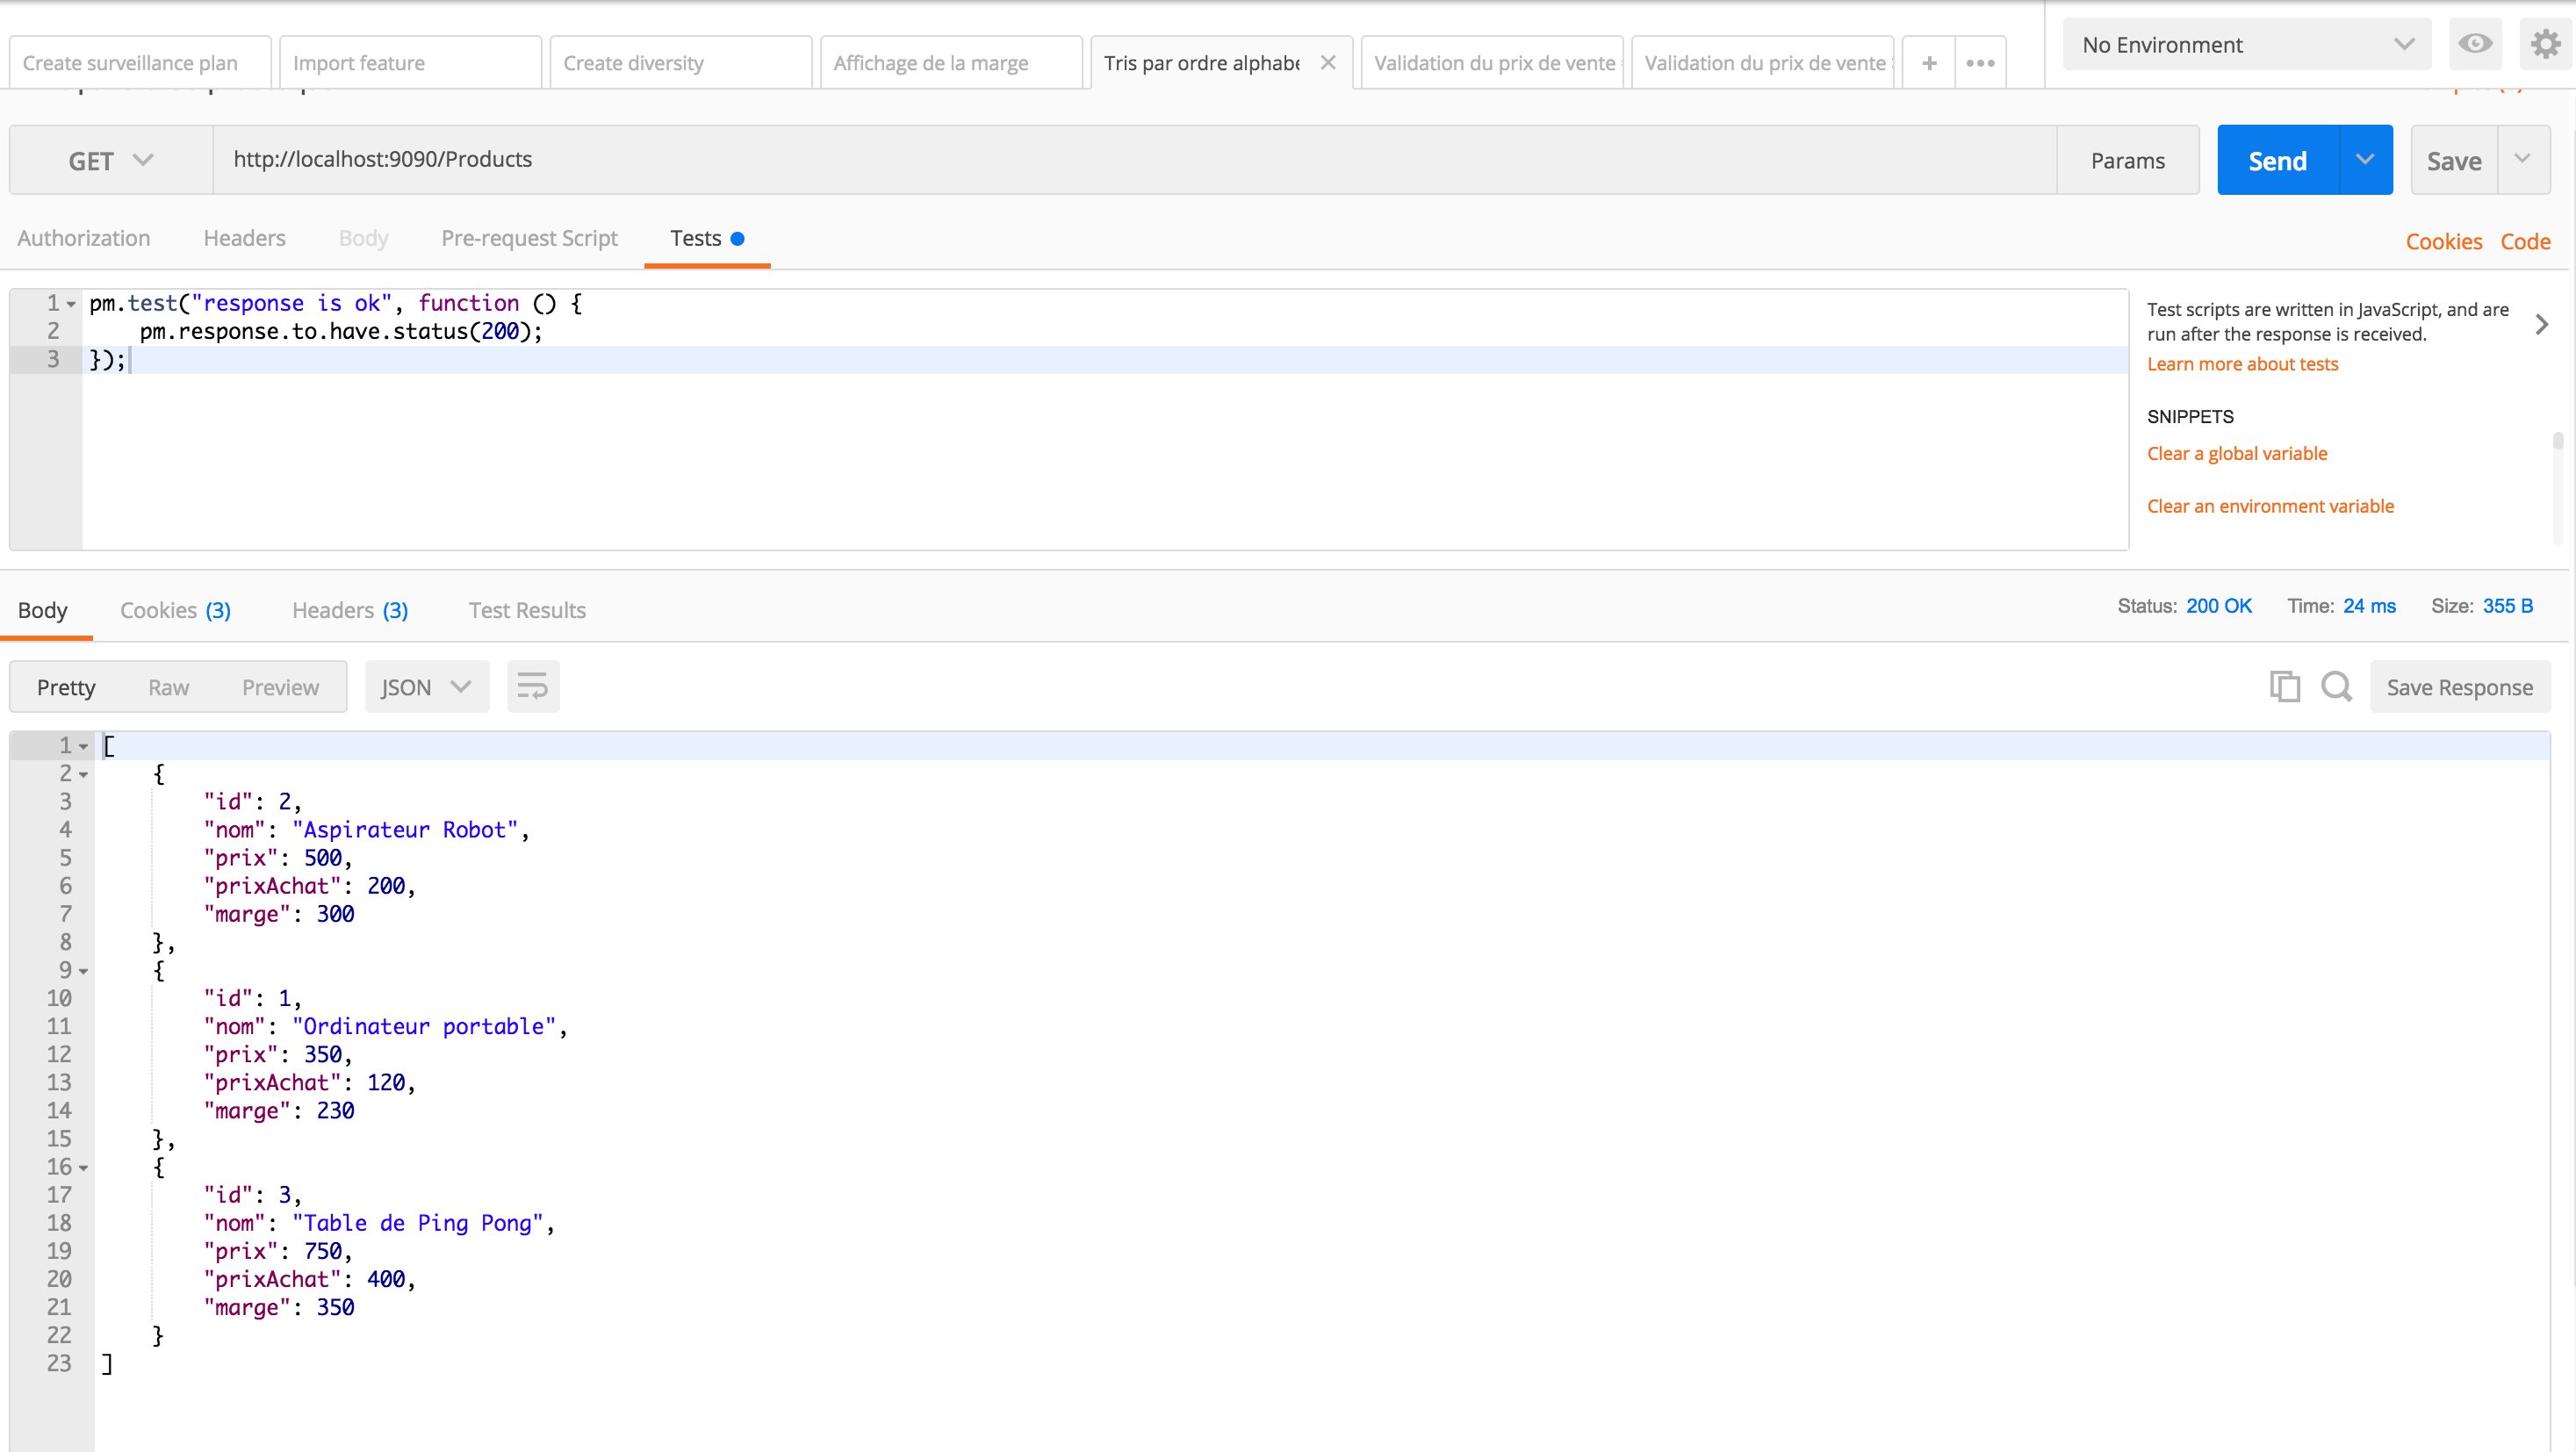 Create surveillance plan
Import feature
Create diversity
Affichage de la marge
Tris par ordre alphabe
Validation du prix de vente
Validation du prix de vente
No Environment
GET
http://localhost:9090/Products
Params
Send
Save
Authorization
Headers
Body
Pre-request Script
Tests
Cookies
Code
1 pm.test("response is ok", function () {
2 pm.response.to.have.status(200);
3 });
Test scripts are written in JavaScript, and are
run after the response is received.
Learn more about tests
SNIPPETS
Clear a global variable
Clear an environment variable
Body
Cookies (3)
Headers (3)
Test Results
Status: 200 OK
Time: 24 ms
Size: 355 B
Pretty
Raw
Preview
JSON
Save Response
1 [
2 {
3 "id": 2,
4 "nom": "Aspirateur Robot",
5 "prix": 500,
6 "prixAchat": 200,
7 "marge": 300
8 },
9 {
10 "id": 1,
11 "nom": "Ordinateur portable",
12 "prix": 350,
13 "prixAchat": 120,
14 "marge": 230
15 },
16 {
17 "id": 3,
18 "nom": "Table de Ping Pong",
19 "prix": 750,
20 "prixAchat": 400,
21 "marge": 350
22 }
23 ]